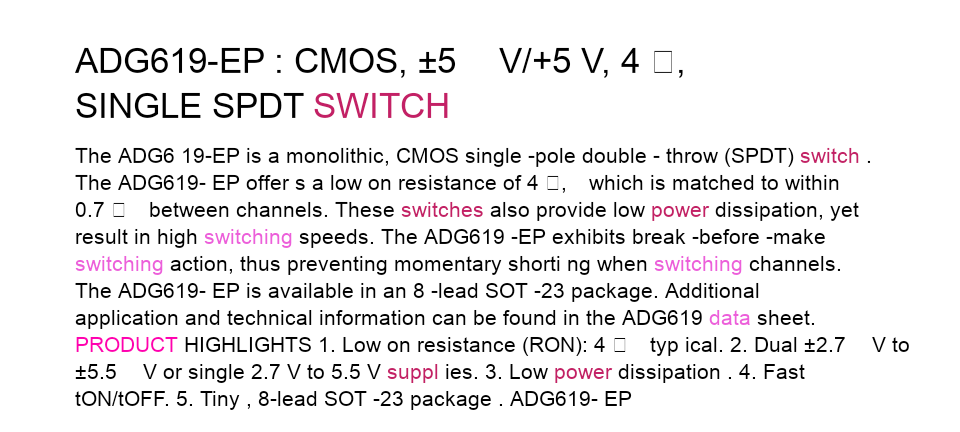 ADG619-EP : CMOS, ±5 V/+5 V, 4 □,
SINGLE SPDT SWITCH
The ADG6 19-EP is a monolithic, CMOS single -pole double - throw (SPDT) switch .
The ADG619- EP offer s a low on resistance of 4 □, which is matched to within
0.7 □ between channels. These switches also provide low power dissipation, yet
result in high switching speeds. The ADG619 -EP exhibits break -before -make
switching action, thus preventing momentary shorti ng when switching channels.
The ADG619- EP is available in an 8 -lead SOT -23 package. Additional
application and technical information can be found in the ADG619 data sheet.
PRODUCT HIGHLIGHTS 1. Low on resistance (RON): 4 □ typ ical. 2. Dual ±2.7 V to
±5.5 V or single 2.7 V to 5.5 V suppl ies. 3. Low power dissipation . 4. Fast
tON/tOFF. 5. Tiny , 8-lead SOT -23 package . ADG619- EP